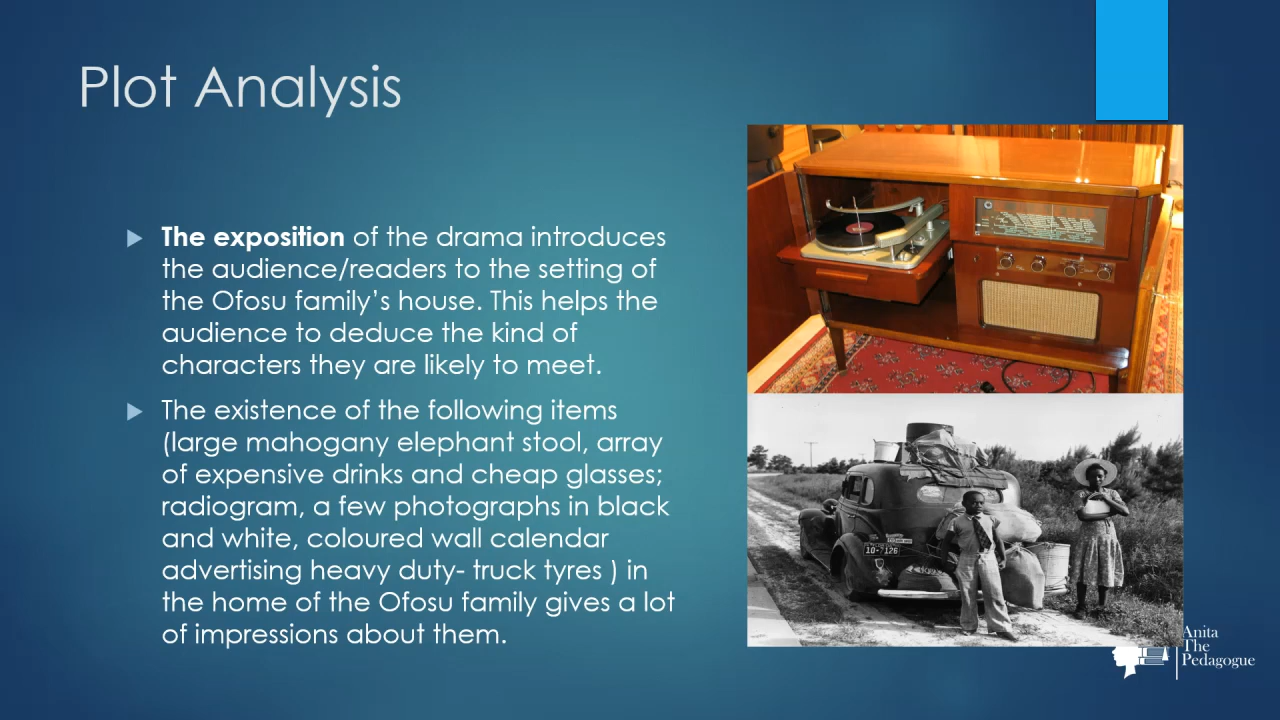 Plot Analysis
The exposition of the drama introduces
the audience/readers to the setting of
the Ofosu family’s house. This helps the
audience to deduce the kind of
characters they are likely to meet.
The existence of the following items
(large mahogany elephant stool, array
of expensive drinks and cheap glasses;
radiogram, a few photographs in black
and white, coloured wall calendar
advertising heavy duty- truck tyres ) in
the home of the Ofosu family gives a lot
of impressions about them.
Anita
The
Pedagogue